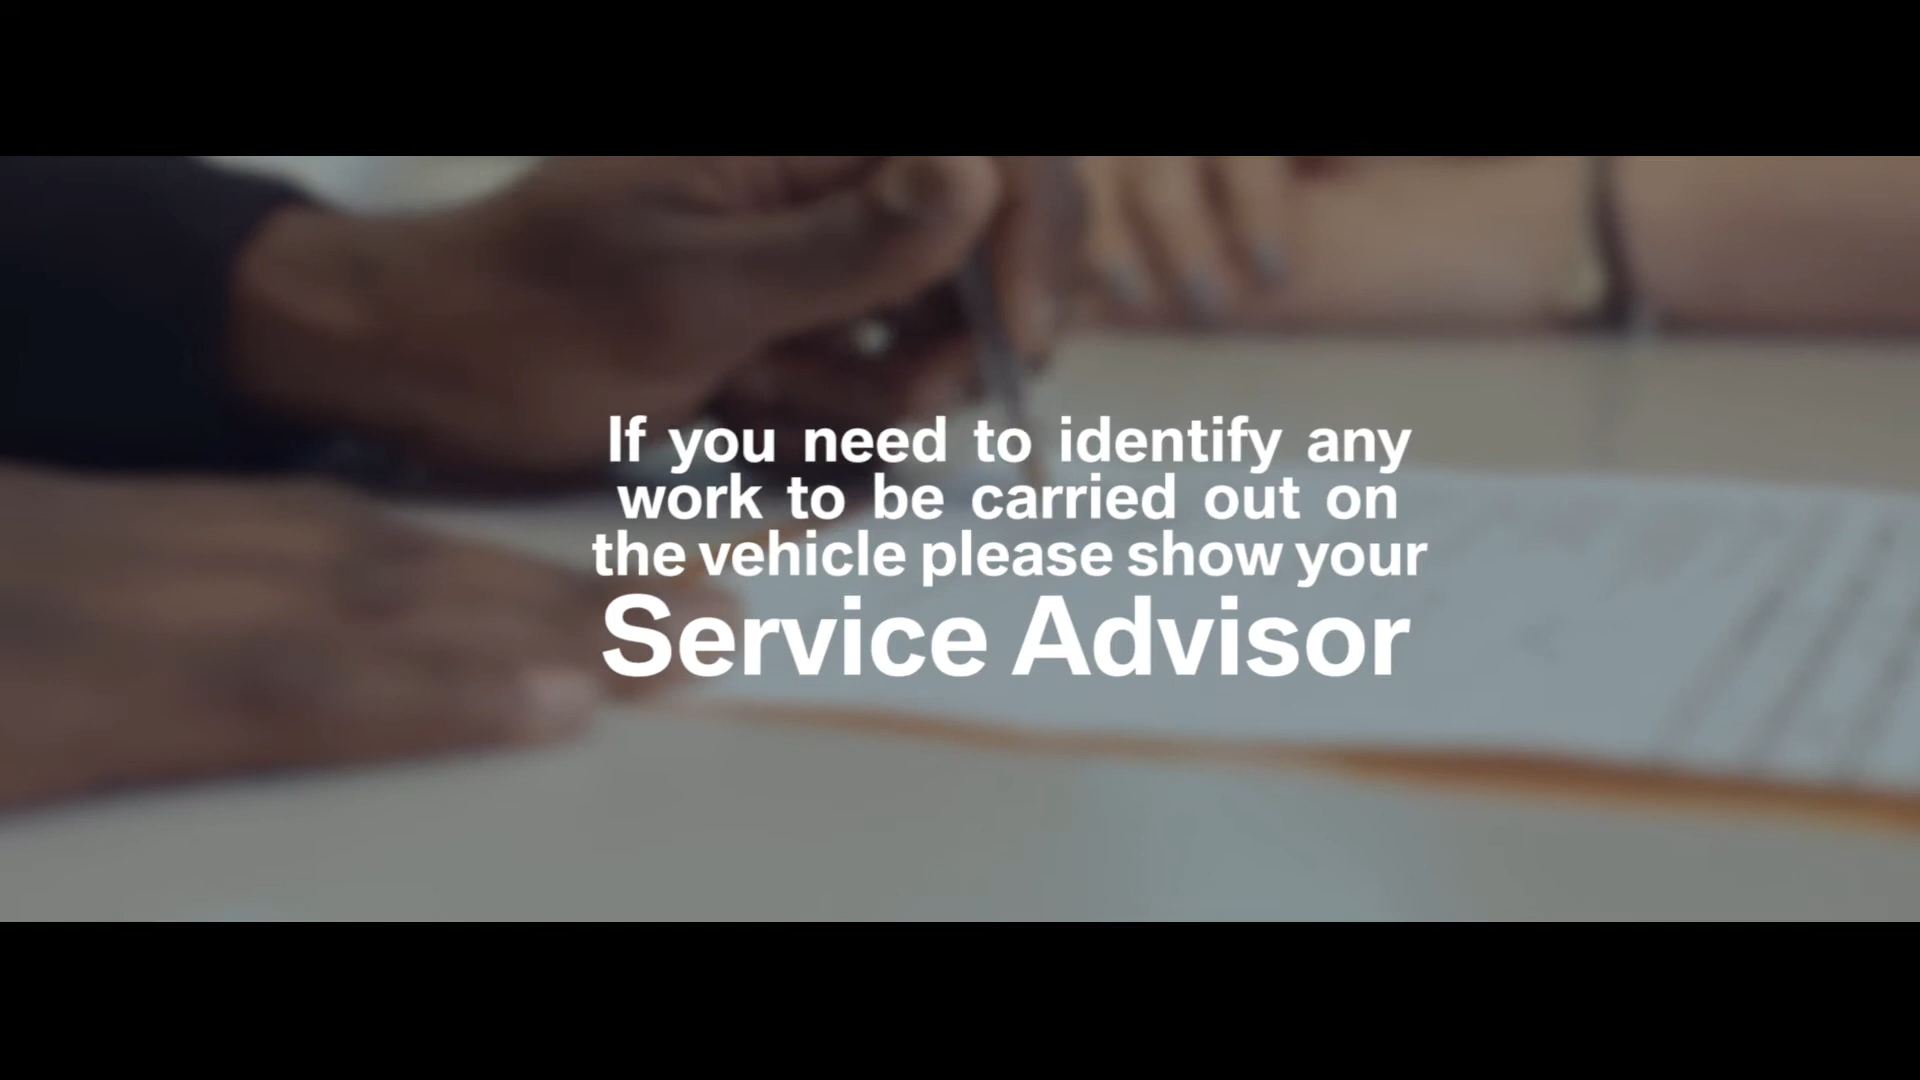 If you need to identify any
work to be carried out on
the vehicle please show your
Service Advisor